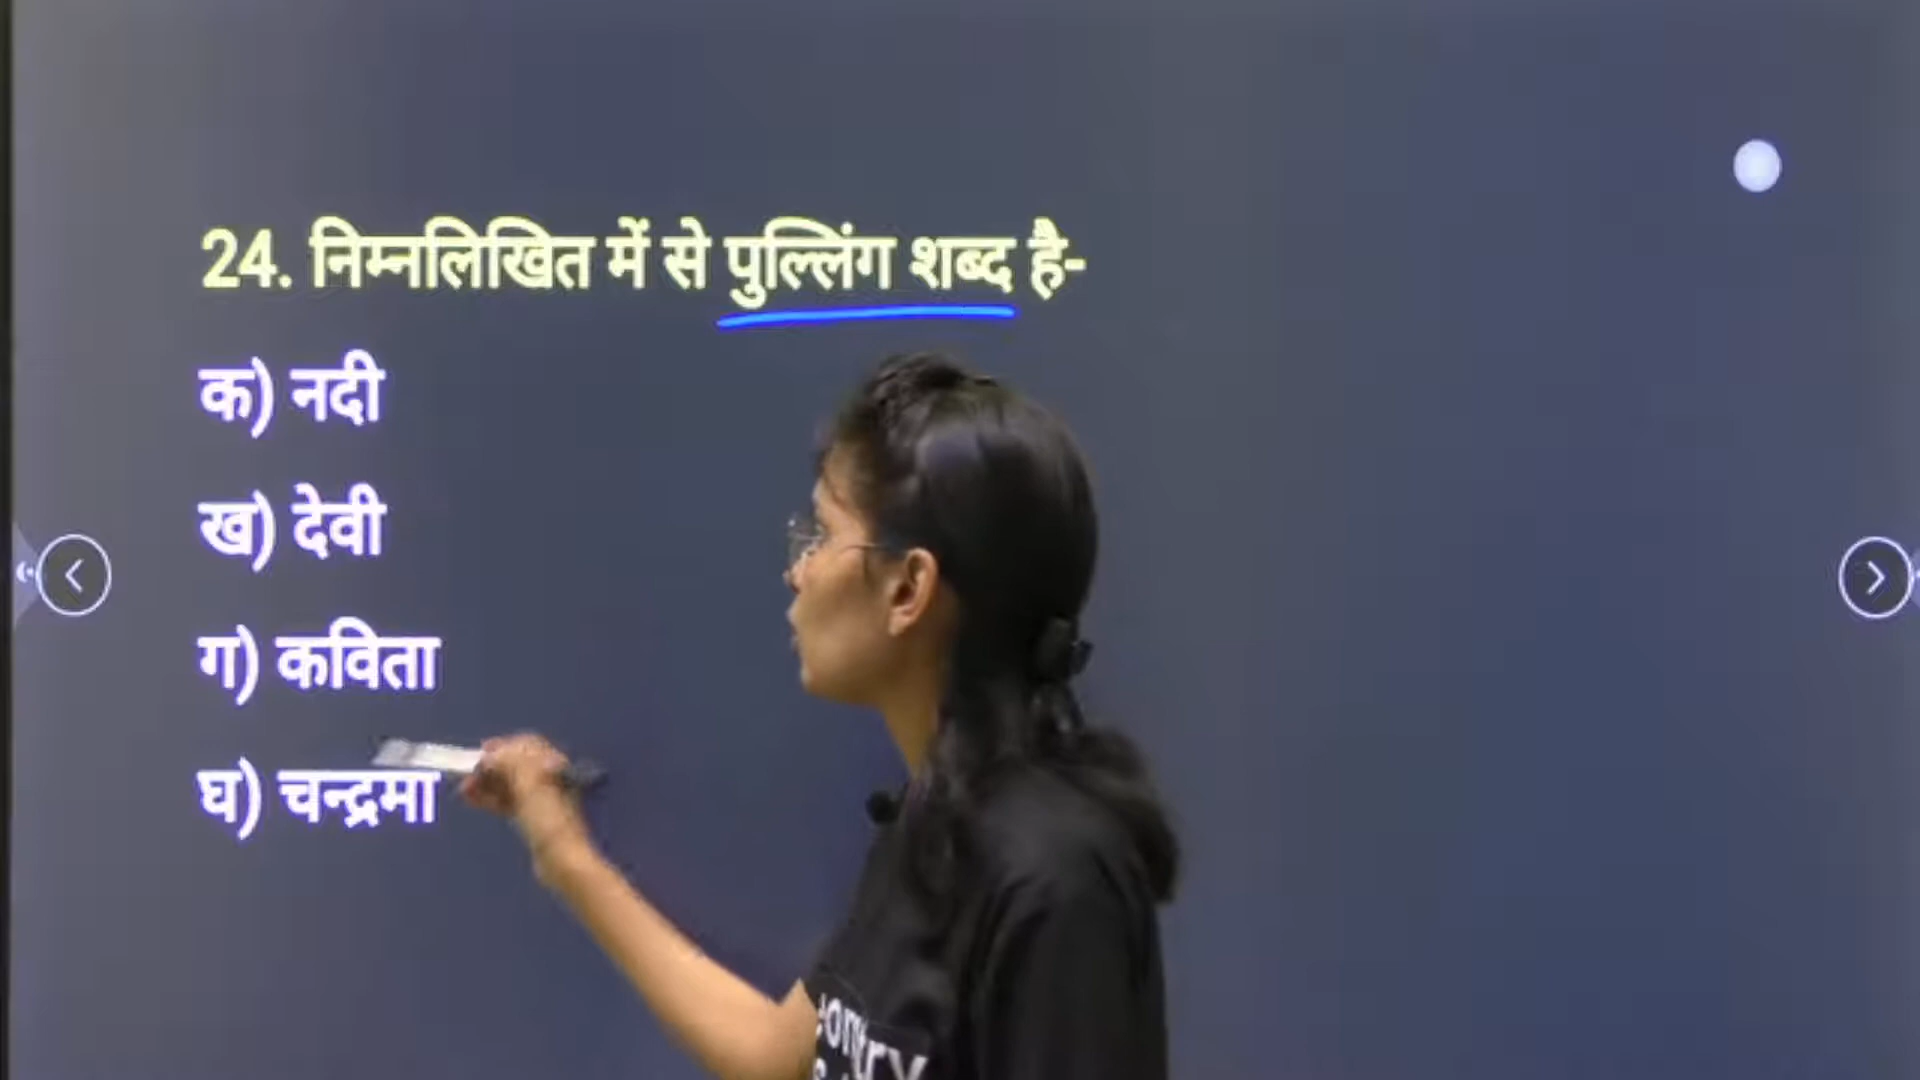 24. निम्नलिखित में से पुल्लिंग शब्द है-
क) नदी
ख) देवी
ग) कविता
घ) चन्द्रमा